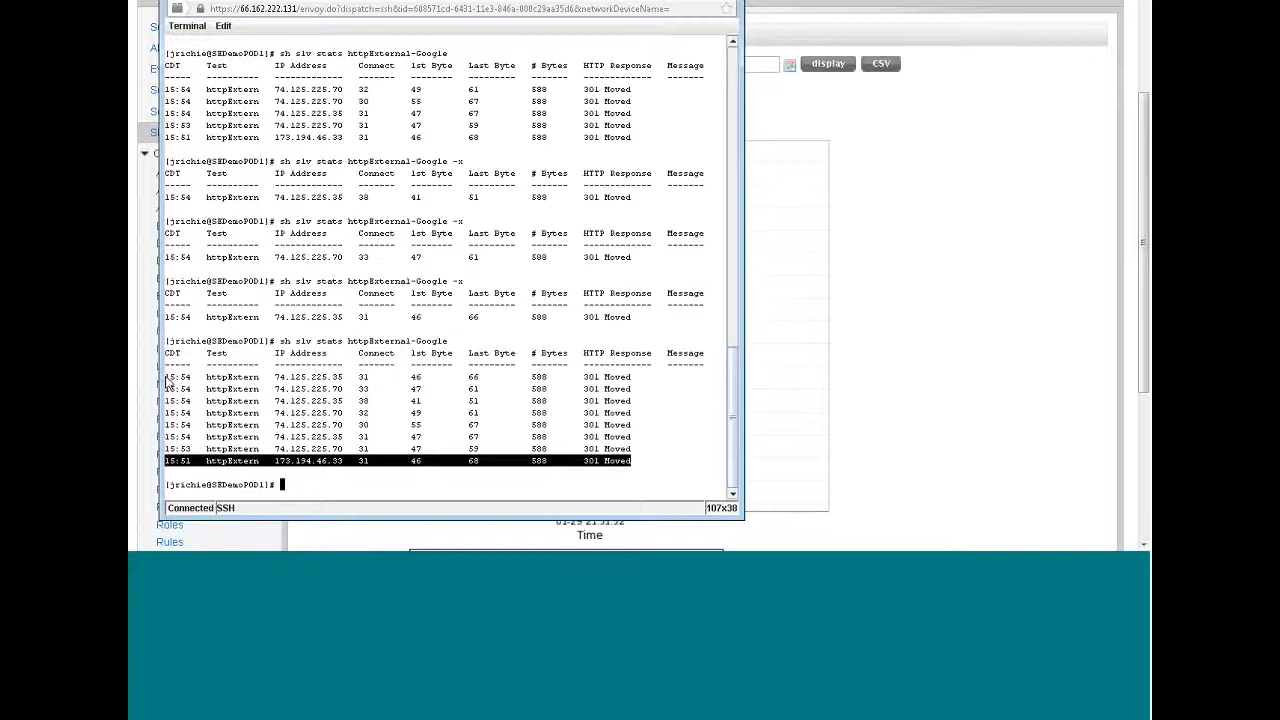 https://66.162.222.131/envoy.do?dispatch=ssh&id=608571cd-6431-11e3-846a-000c29aa35d6&networkDeviceName=
Terminal Edit
[jrichie@SEDemoPOD1]# sh slv stats httpExternal-Google
CDT Test IP Address Connect 1st Byte Last Byte # Bytes HTTP Response Message
----- ---------- ---------- ------- -------- --------- ------- ------------- -------
15:54 httpExtern 74.125.225.70 32 49 61 588 301 Moved
15:54 httpExtern 74.125.225.70 30 55 67 588 301 Moved
15:54 httpExtern 74.125.225.35 31 47 67 588 301 Moved
15:53 httpExtern 74.125.225.70 31 47 59 588 301 Moved
15:51 httpExtern 173.194.46.33 31 46 68 588 301 Moved
[jrichie@SEDemoPOD1]# sh slv stats httpExternal-Google -x
CDT Test IP Address Connect 1st Byte Last Byte # Bytes HTTP Response Message
----- ---------- ---------- ------- -------- --------- ------- ------------- -------
15:54 httpExtern 74.125.225.35 38 41 51 588 301 Moved
[jrichie@SEDemoPOD1]# sh slv stats httpExternal-Google -x
CDT Test IP Address Connect 1st Byte Last Byte # Bytes HTTP Response Message
----- ---------- ---------- ------- -------- --------- ------- ------------- -------
15:54 httpExtern 74.125.225.70 33 47 61 588 301 Moved
[jrichie@SEDemoPOD1]# sh slv stats httpExternal-Google -x
CDT Test IP Address Connect 1st Byte Last Byte # Bytes HTTP Response Message
----- ---------- ---------- ------- -------- --------- ------- ------------- -------
15:54 httpExtern 74.125.225.35 31 46 66 588 301 Moved
[jrichie@SEDemoPOD1]# sh slv stats httpExternal-Google
CDT Test IP Address Connect 1st Byte Last Byte # Bytes HTTP Response Message
----- ---------- ---------- ------- -------- --------- ------- ------------- -------
15:54 httpExtern 74.125.225.35 31 46 66 588 301 Moved
15:54 httpExtern 74.125.225.70 33 47 61 588 301 Moved
15:54 httpExtern 74.125.225.35 38 41 51 588 301 Moved
15:54 httpExtern 74.125.225.70 32 49 61 588 301 Moved
15:54 httpExtern 74.125.225.70 30 55 67 588 301 Moved
15:54 httpExtern 74.125.225.35 31 47 67 588 301 Moved
15:53 httpExtern 74.125.225.70 31 47 59 588 301 Moved
15:51 httpExtern 173.194.46.33 31 46 68 588 301 Moved
[jrichie@SEDemoPOD1]#
Connected SSH 107x38
display CSV
Time
Roles
Rules